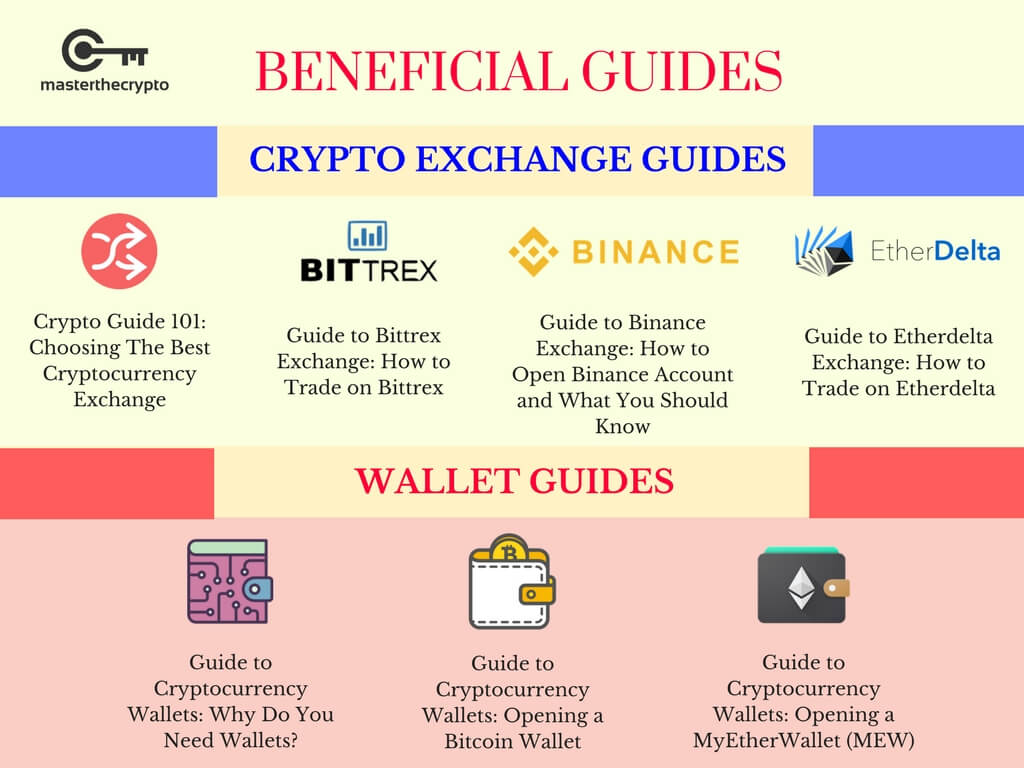 masterthecrypto
BENEFICIAL GUIDES
CRYPTO EXCHANGE GUIDES
BITTREX
BINANCE
EtherDelta
Crypto Guide 101:
Choosing The Best
Cryptocurrency
Exchange
Guide to Bittrex
Exchange: How to
Trade on Bittrex
Guide to Binance
Exchange: How to
Open Binance Account
and What You Should
Know
Guide to Etherdelta
Exchange: How to
Trade on Etherdelta
WALLET GUIDES
Guide to
Cryptocurrency
Wallets: Why Do You
Need Wallets?
Guide to
Cryptocurrency
Wallets: Opening a
Bitcoin Wallet
Guide to
Cryptocurrency
Wallets: Opening a
MyEtherWallet (MEW)